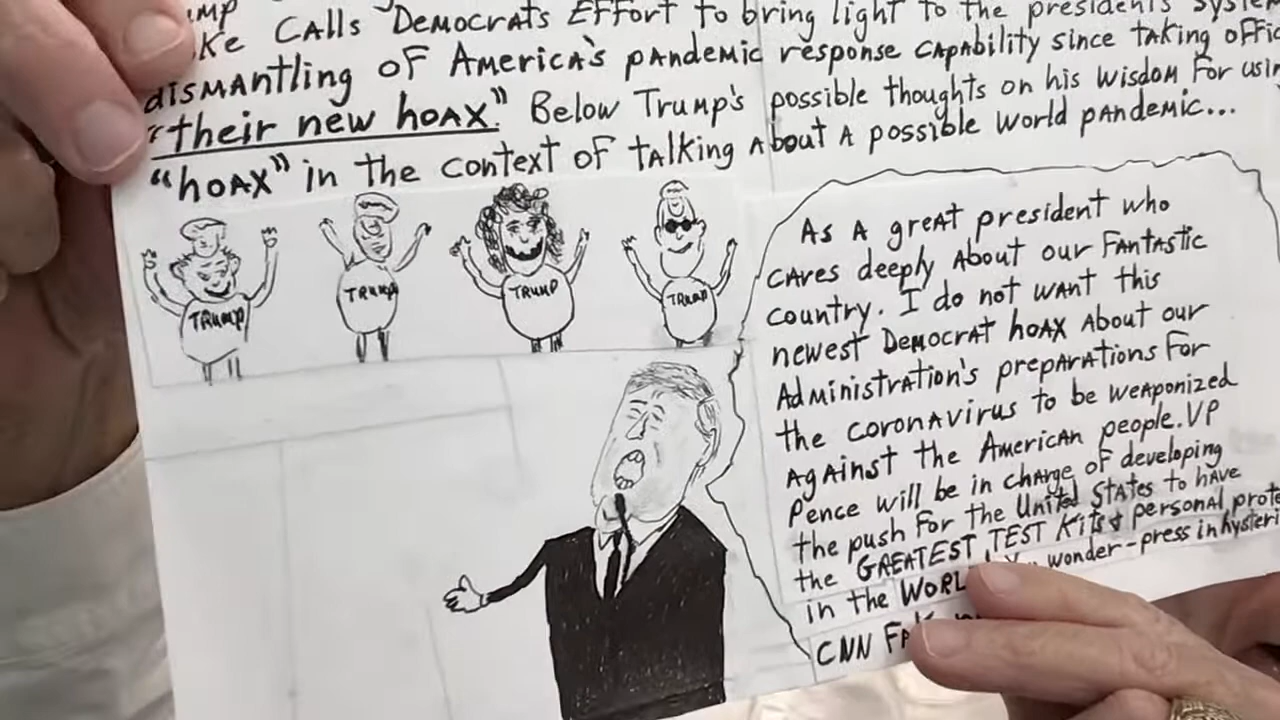 CALLS "DEMOCRATS EFFORT to bring light to the presidents
dismantling of America's pandemic response capability since taking
"their new hoax". Below Trump's possible thoughts on his wisdom for
"hoax" in the context of talking about a possible world pandemic...
Trump
Trump
Trump
Trump
As a great president who
cares deeply about our fantastic
country. I do not want this
newest Democrat hoax about our
Administration's preparations for
the coronavirus to be weaponized
against the American people. VP
Pence will be in charge of developing
the push for the United States to have
the GREATEST TEST Kits & personal
in the WORL wonder-press in
CNN